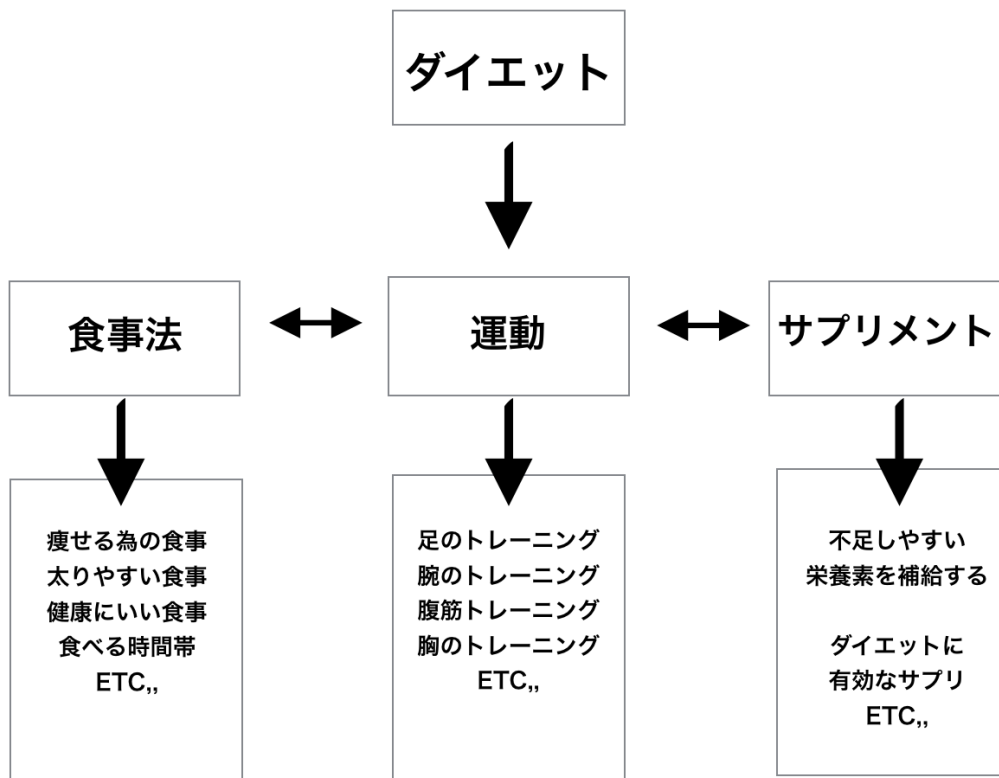 ダイエット
食事法
運動
サプリメント
痩せる為の食事
太りやすい食事
健康にいい食事
食べる時間帯
ETC,,
足のトレーニング
腕のトレーニング
腹筋トレーニング
胸のトレーニング
ETC,,
不足しやすい
栄養素を補給する
ダイエットに
有効なサプリ
ETC,,